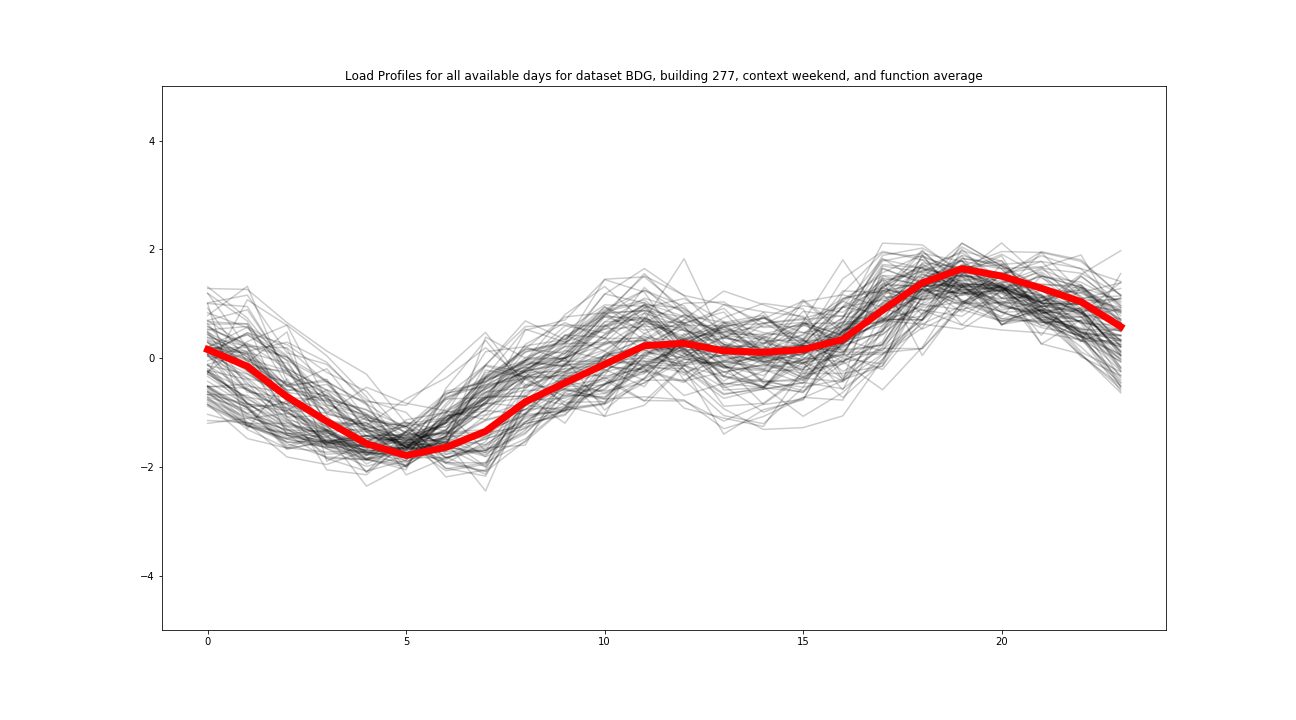 Load Profiles for all available days for dataset BDG, building 277, context weekend, and function average
4
2
0
−2
−4
0 5 10 15 20